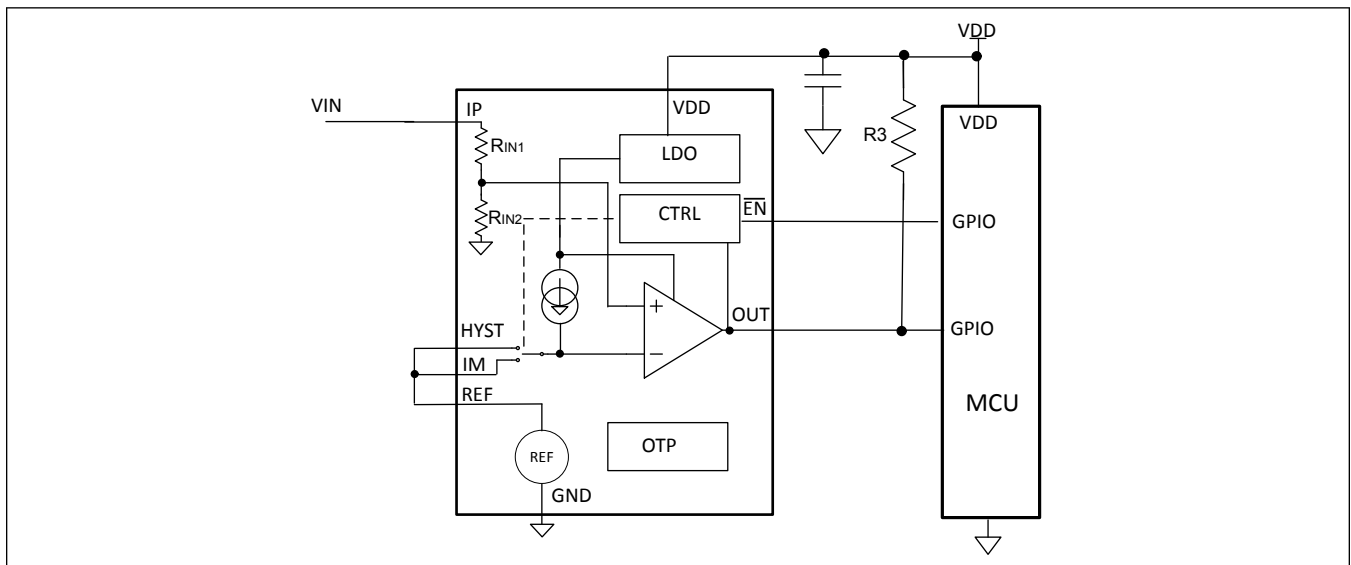 VDD
VIN
IP
VDD
VDD
RIN1
LDO
R3
RIN2
CTRL
EN
GPIO
+
OUT
GPIO
HYST
−
IM
REF
MCU
OTP
REF
GND